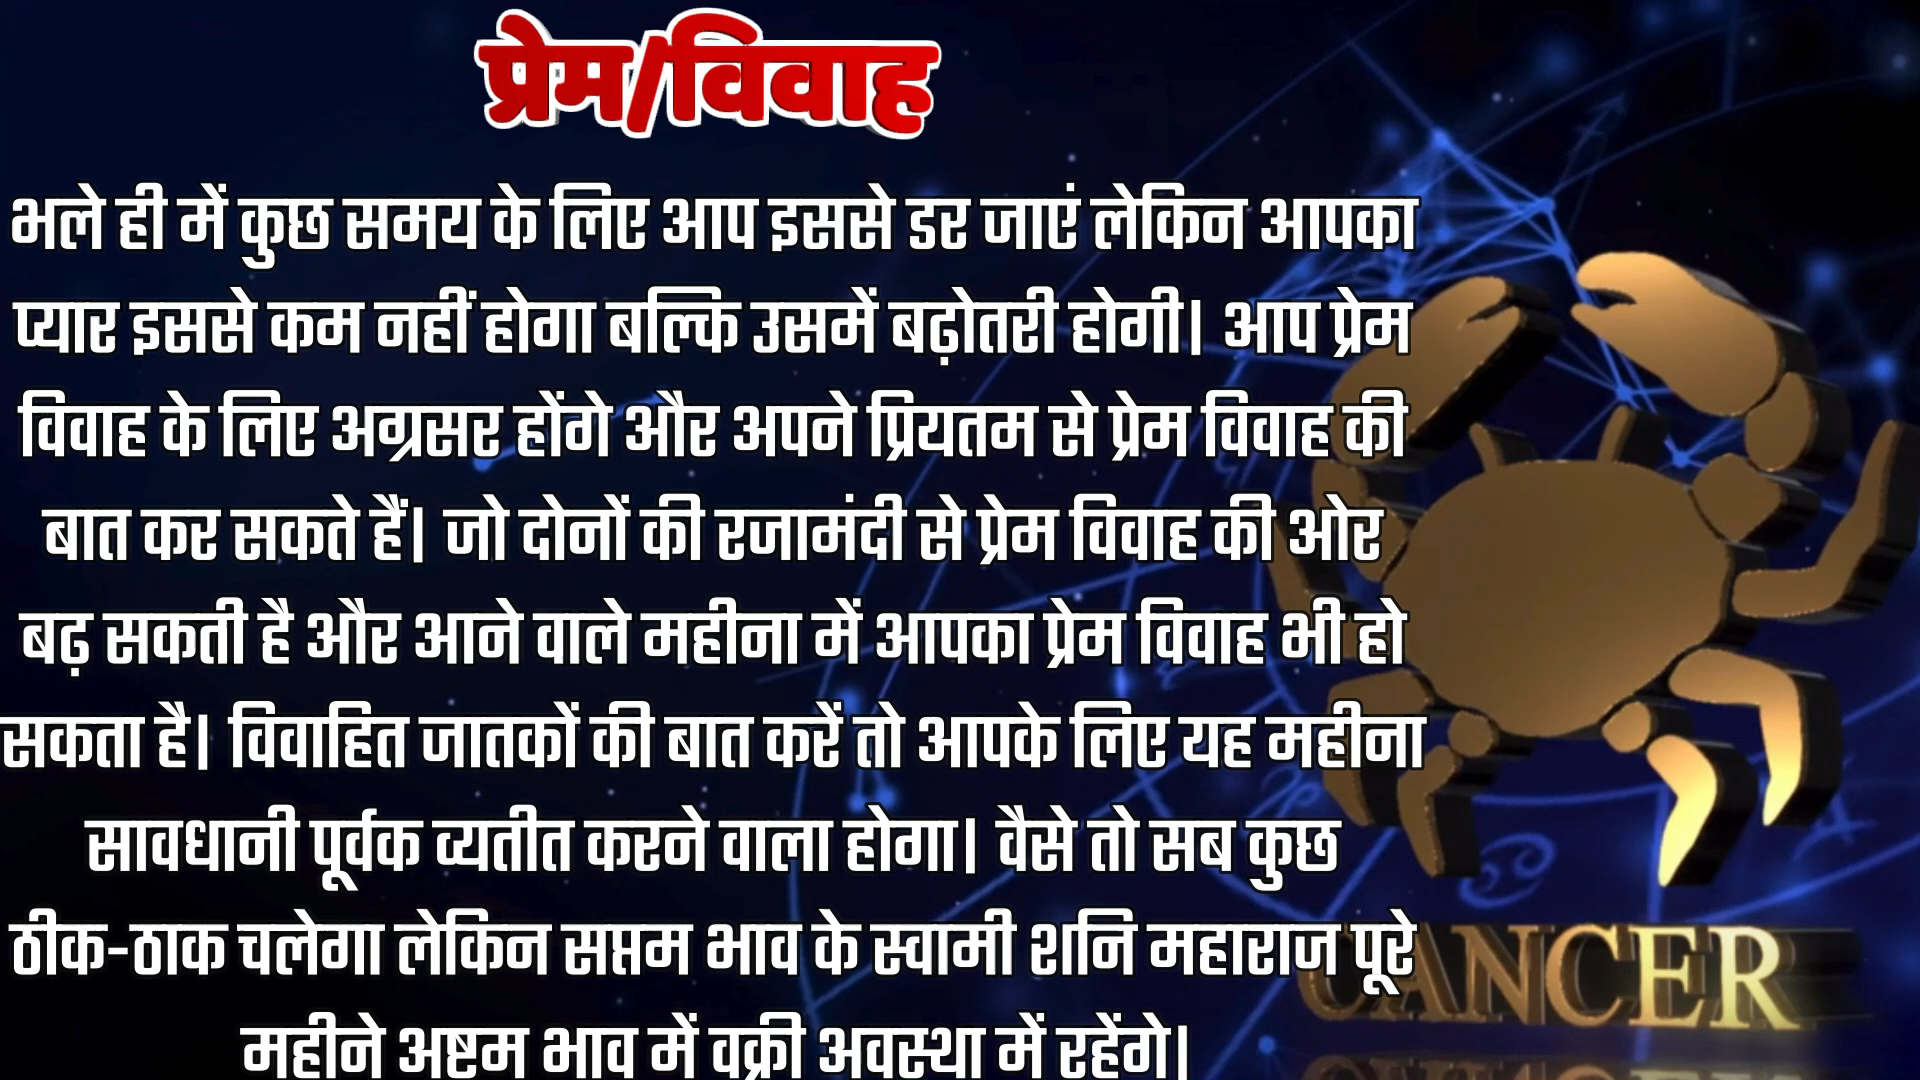 प्रेम/विवाह
भले ही में कुछ समय के लिए आप इससे डर जाएं लेकिन आपका
प्यार इससे कम नहीं होगा बल्कि उसमें बढ़ोतरी होगी| आप प्रेम
विवाह के लिए अग्रसर होंगे और अपने प्रियतम से प्रेम विवाह की
बात कर सकते हैं| जो दोनों की रजामंदी से प्रेम विवाह की ओर
बढ़ सकती है और आने वाले महीना में आपका प्रेम विवाह भी हो
सकता है| विवाहित जातकों की बात करें तो आपके लिए यह महीना
सावधानी पूर्वक व्यतीत करने वाला होगा| वैसे तो सब कुछ
ठीक-ठाक चलेगा लेकिन सप्तम भाव के स्वामी शनि महाराज पूरे
महीने अष्टम भाव में वक्री अवस्था में रहेंगे|
CANCER